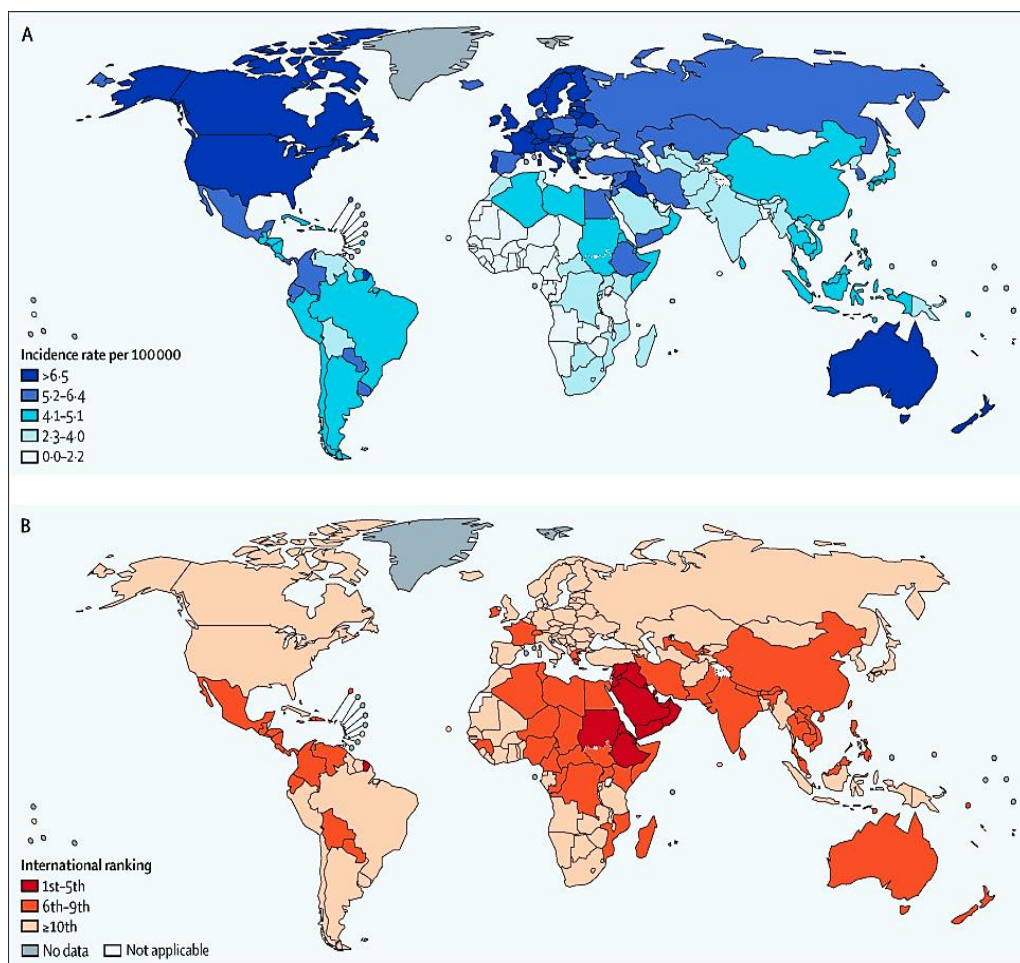 A
Incidence rate per 100 000
>6·5
5·2–6·4
4·1–5·1
2·3–4·0
0·0–2·2
B
International ranking
1st–5th
6th–9th
≥10th
No data Not applicable